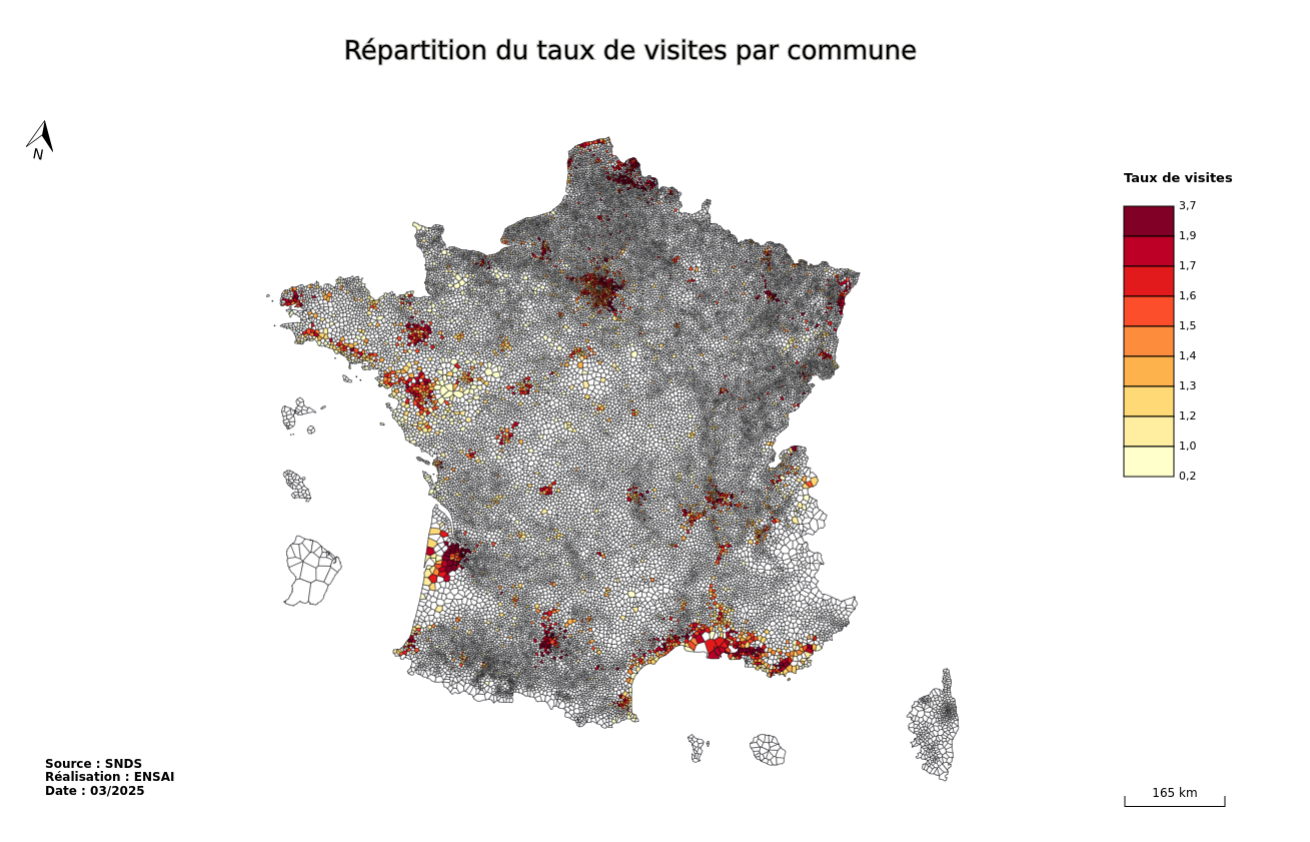 Répartition du taux de visites par commune
N
Taux de visites
3,7
1,9
1,7
1,6
1,5
1,4
1,3
1,2
1,0
0,2
Source : SNDS
Réalisation : ENSAI
Date : 03/2025
165 km